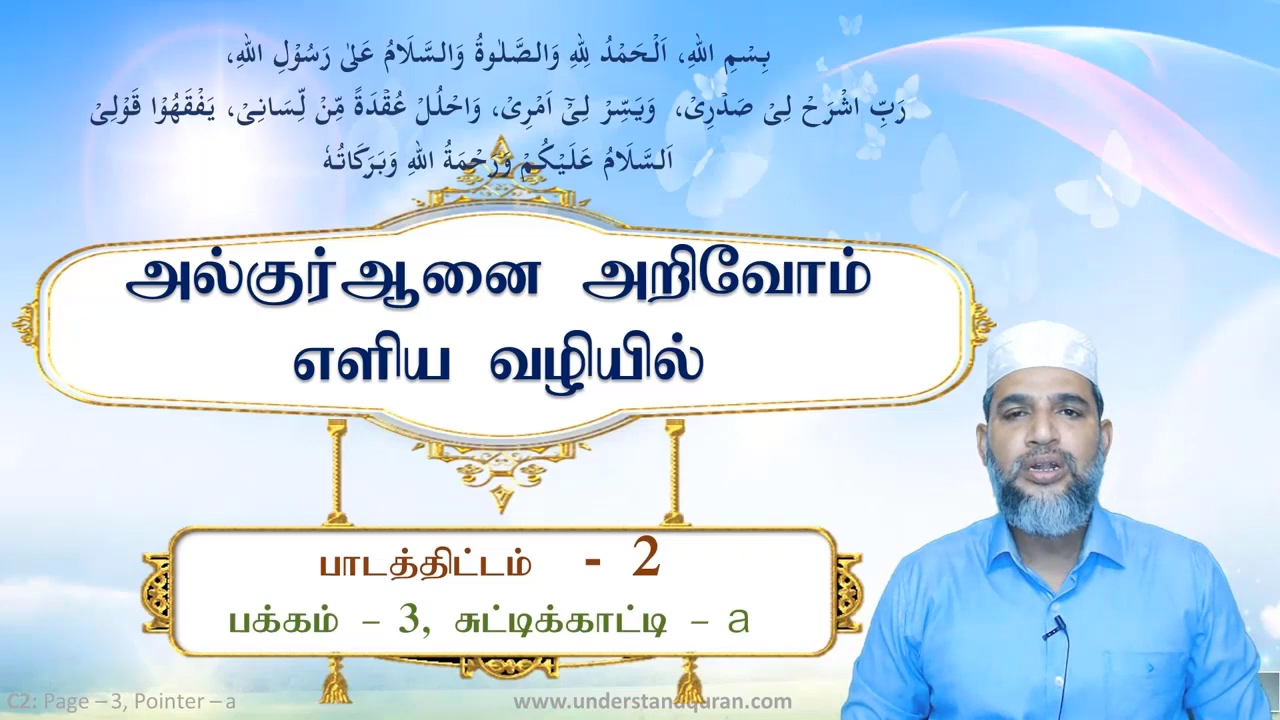 بِسْمِ اللهِ، اَلْحَمْدُ لِلهِ وَالصَّلٰوةُ وَالسَّلَامُ عَلٰى رَسُوْلِ اللهِ،
رَبِّ اشْرَحْ لِىْ صَدْرِىْ، وَيَسِّرْ لِىْٓ اَمْرِىْ، وَاحْلُلْ عُقْدَةً مِّنْ لِّسَانِىْ، يَفْقَهُوْا قَوْلِىْ
اَلسَّلَامُ عَلَيْكُمْ وَرَحْمَةُ اللهِ وَبَرَكَاتُهٗ
அல்குர்ஆனை அறிவோம்
எளிய வழியில்
பாடத்திட்டம் - 2
பக்கம் – 3, சுட்டிக்காட்டி – a
C2: Page – 3, Pointer – a
www.understandquran.com